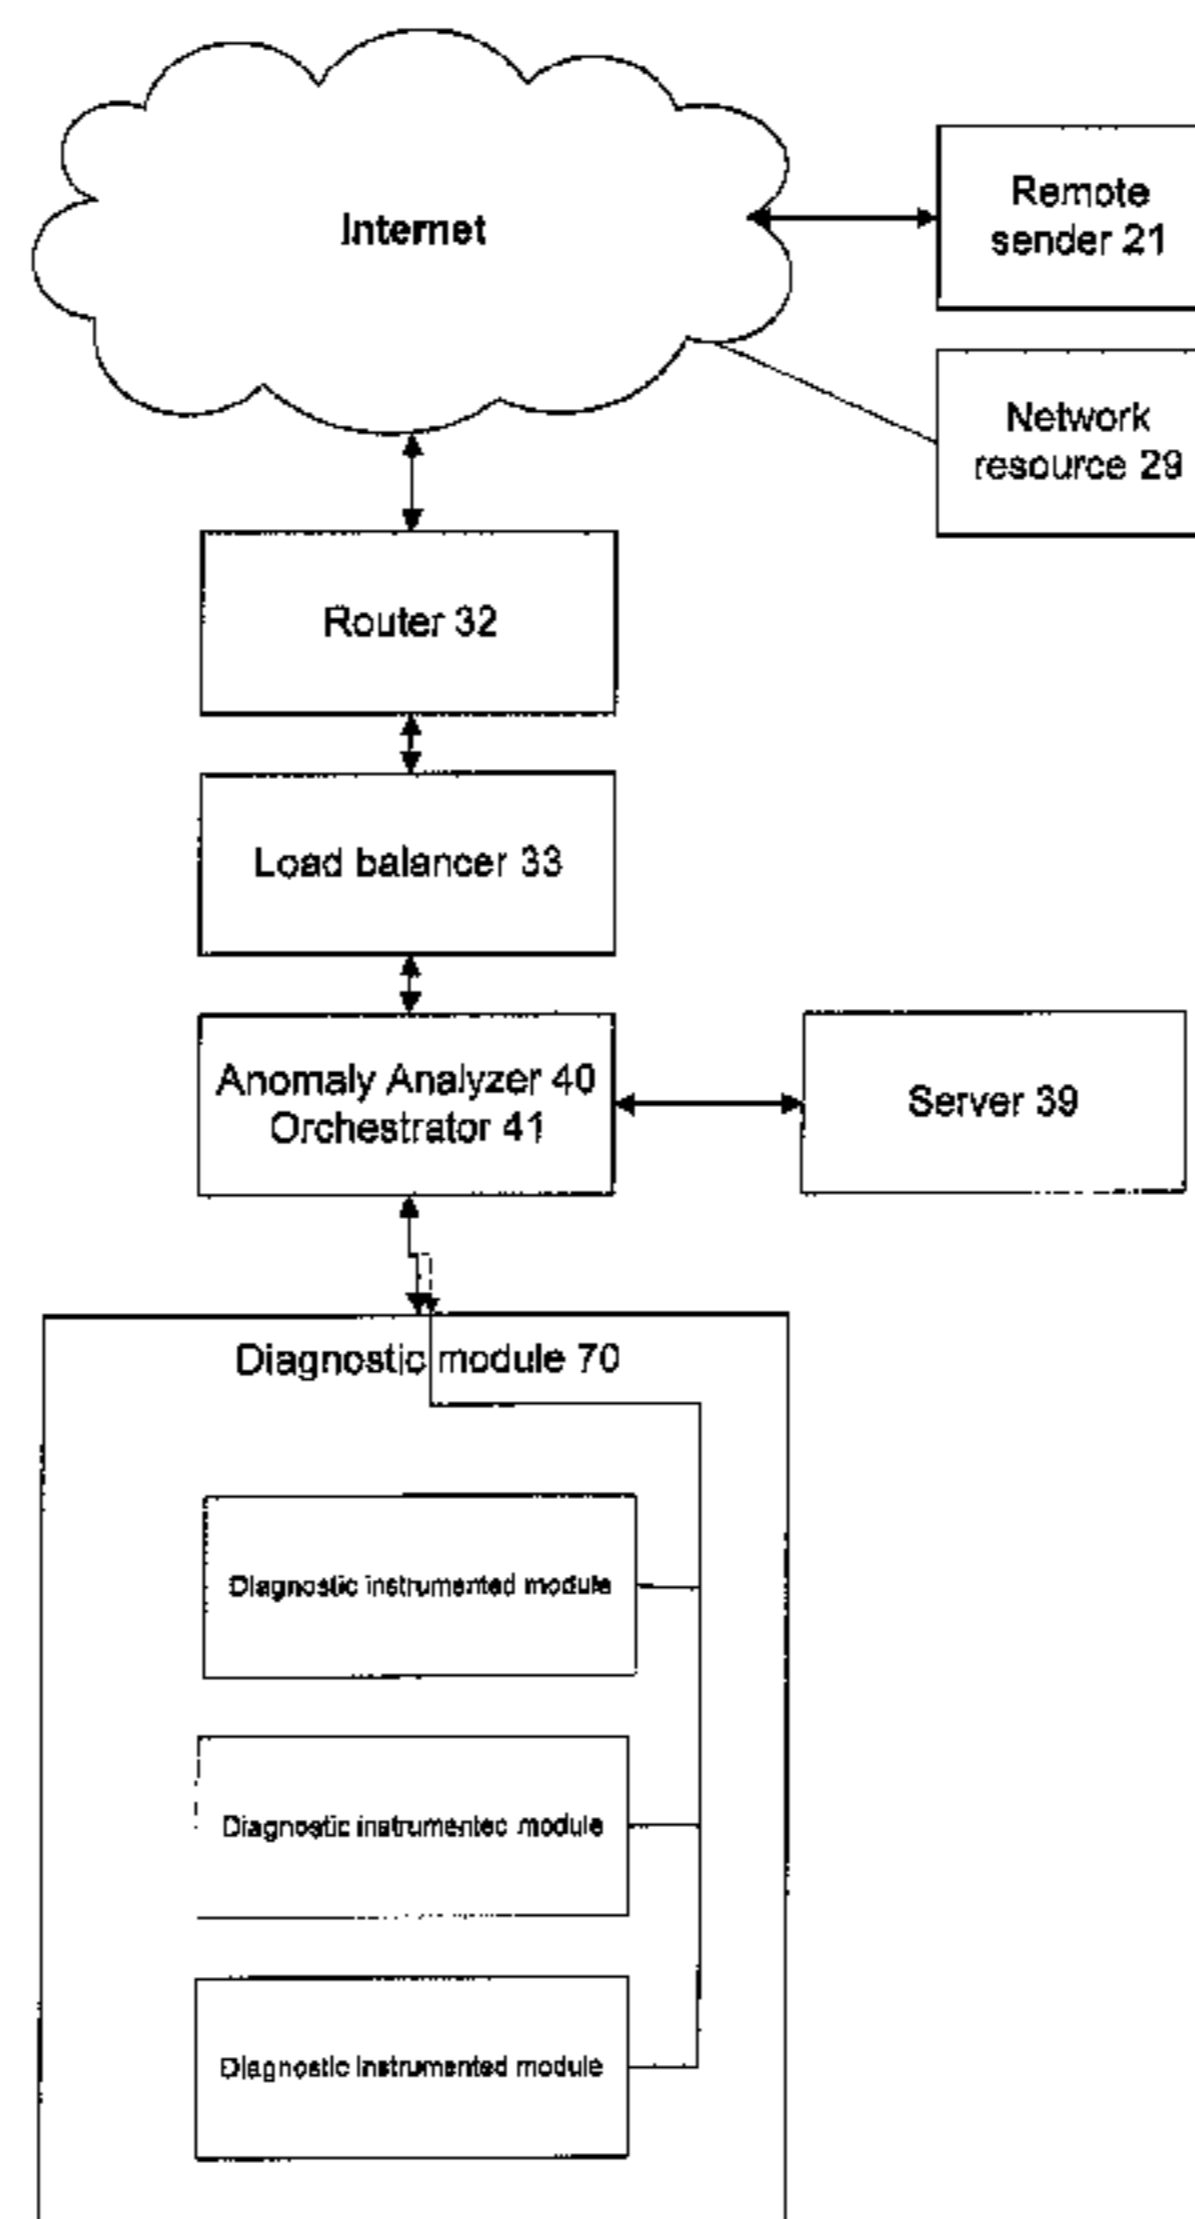 Internet
Remote
sender 21
Network
resource 29
Router 32
Load balancer 33
Anomaly Analyzer 40
Orchestrator 41
Server 39
Diagnostic module 70
Diagnostic instrumented module
Diagnostic instrumented module
Diagnostic instrumented module